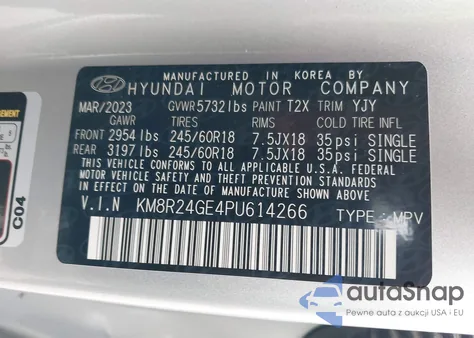 MANUFACTURED IN KOREA BY
HYUNDAI MOTOR COMPANY
MAR/2023 GVWR5732lbs PAINT T2X TRIM YJY
GAWR TIRES RIMS COLD TIRE INFL
FRONT 2954 lbs 245/60R18 7.5JX18 35psi SINGLE
REAR 3197 lbs 245/60R18 7.5JX18 35psi SINGLE
THIS VEHICLE CONFORMS TO ALL APPLICABLE U.S.A.
FEDERAL MOTOR VEHICLE SAFETY, BUMPER, AND
THEFT PREVENTION STANDARDS IN EFFECT ON THE
DATE OF MANUFACTURE SHOWN ABOVE.
V.I.N KM8R24GE4PU614266 TYPE : MPV
C04
autoSnap
Pewne auto z aukcji USA i EU